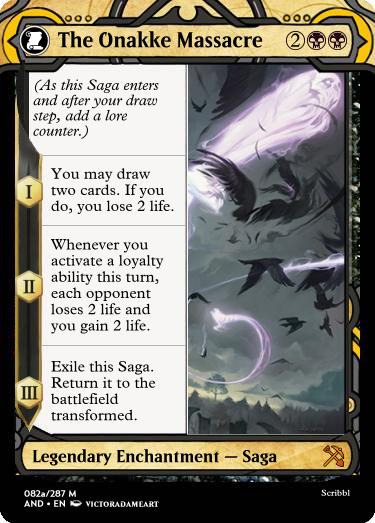 The Onakke Massacre 2
(As this Saga enters
and after your draw
step, add a lore
counter.)
I
You may draw
two cards. If you
do, you lose 2 life.
II
Whenever you
activate a loyalty
ability this turn,
each opponent
loses 2 life and
you gain 2 life.
III
Exile this Saga.
Return it to the
battlefield
transformed.
Legendary Enchantment — Saga
082a/287 M
Scribbl
AND • EN VICTORADAMEART